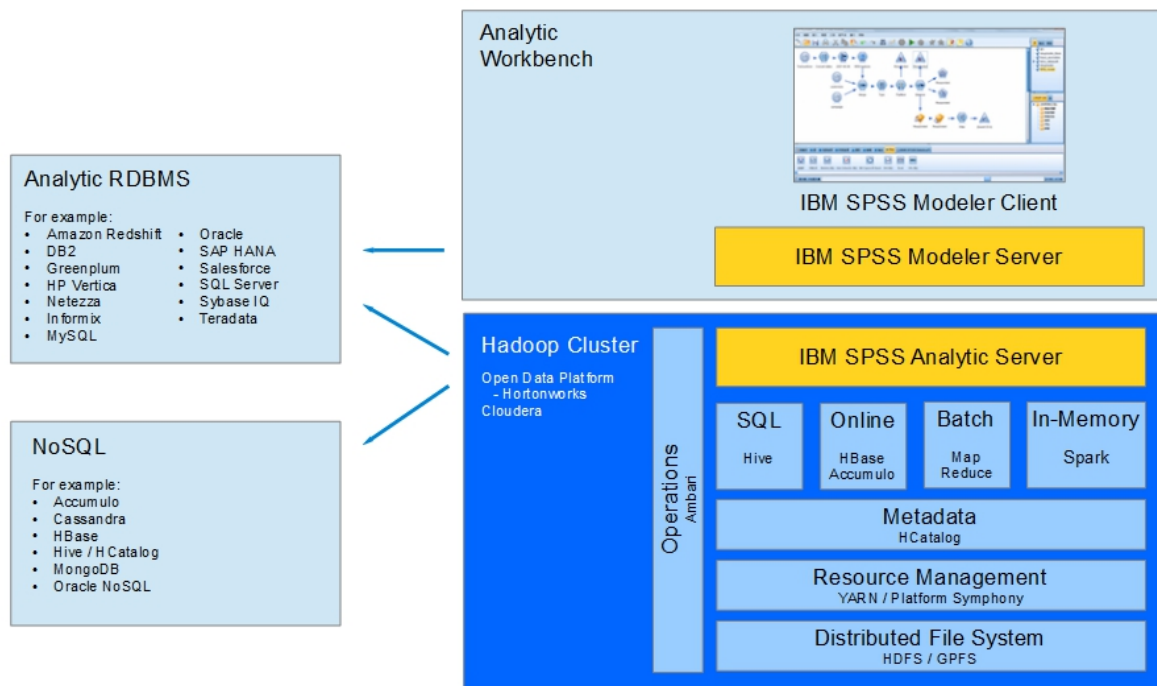 Analytic
Workbench
IBM SPSS Modeler Client
IBM SPSS Modeler Server
Analytic RDBMS
For example:
• Amazon Redshift
• DB2
• Greenplum
• HP Vertica
• Netezza
• Informix
• MySQL
• Oracle
• SAP HANA
• Salesforce
• SQL Server
• Sybase IQ
• Teradata
NoSQL
For example:
• Accumulo
• Cassandra
• HBase
• Hive / HCatalog
• MongoDB
• Oracle NoSQL
Hadoop Cluster
Open Data Platform
- Hortonworks
Cloudera
Operations
Ambari
IBM SPSS Analytic Server
SQL
Hive
Online
HBase
Accumulo
Batch
Map
Reduce
In-Memory
Spark
Metadata
HCatalog
Resource Management
YARN / Platform Symphony
Distributed File System
HDFS / GPFS